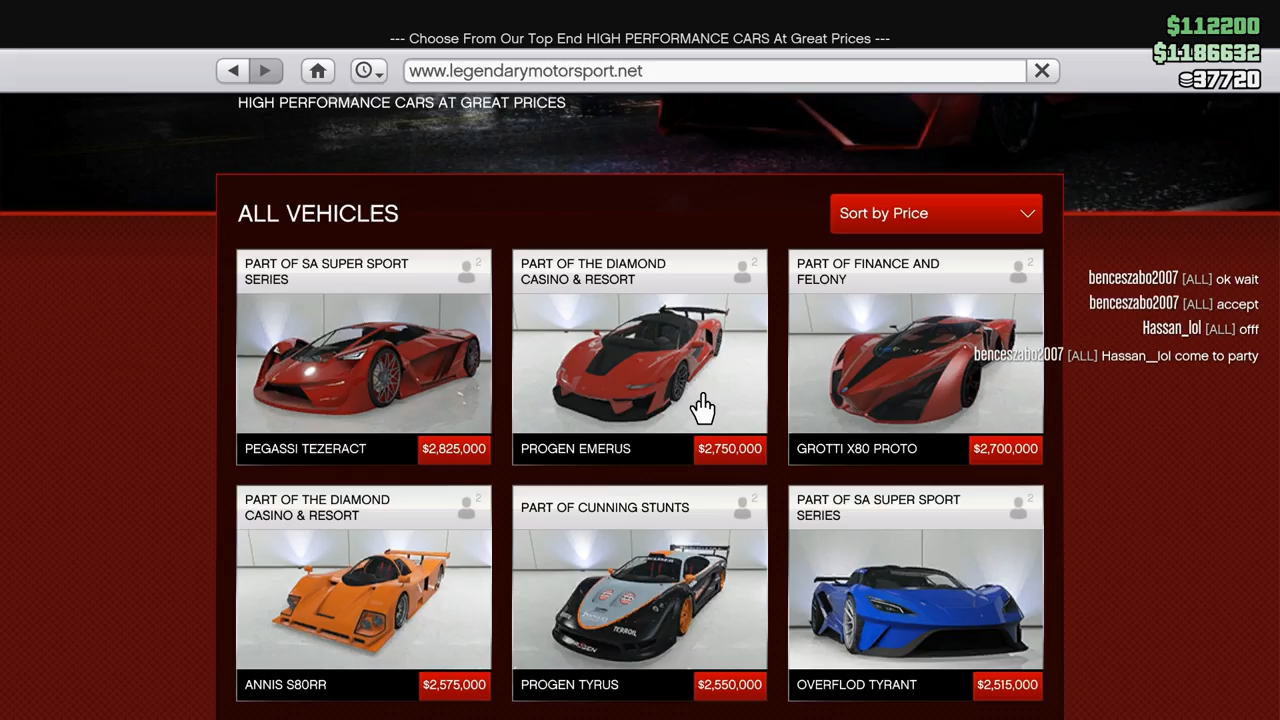 --- Choose From Our Top End HIGH PERFORMANCE CARS At Great Prices ---
$112200
$1186632
37720
www.legendarymotorsport.net
HIGH PERFORMANCE CARS AT GREAT PRICES
ALL VEHICLES
Sort by Price
PART OF SA SUPER SPORT
SERIES
2
PEGASSI TEZERACT
$2,825,000
PART OF THE DIAMOND
CASINO & RESORT
2
PROGEN EMERUS
$2,750,000
PART OF FINANCE AND
FELONY
2
GROTTI X80 PROTO
$2,700,000
PART OF THE DIAMOND
CASINO & RESORT
2
ANNIS S80RR
$2,575,000
PART OF CUNNING STUNTS
2
TERROIL
PROGEN TYRUS
$2,550,000
PART OF SA SUPER SPORT
SERIES
2
OVERFLOD TYRANT
$2,515,000
benceszabo2007 [ALL] ok wait
benceszabo2007 [ALL] accept
Hassan_lol [ALL] offf
benceszabo2007 [ALL] Hassan__lol come to party